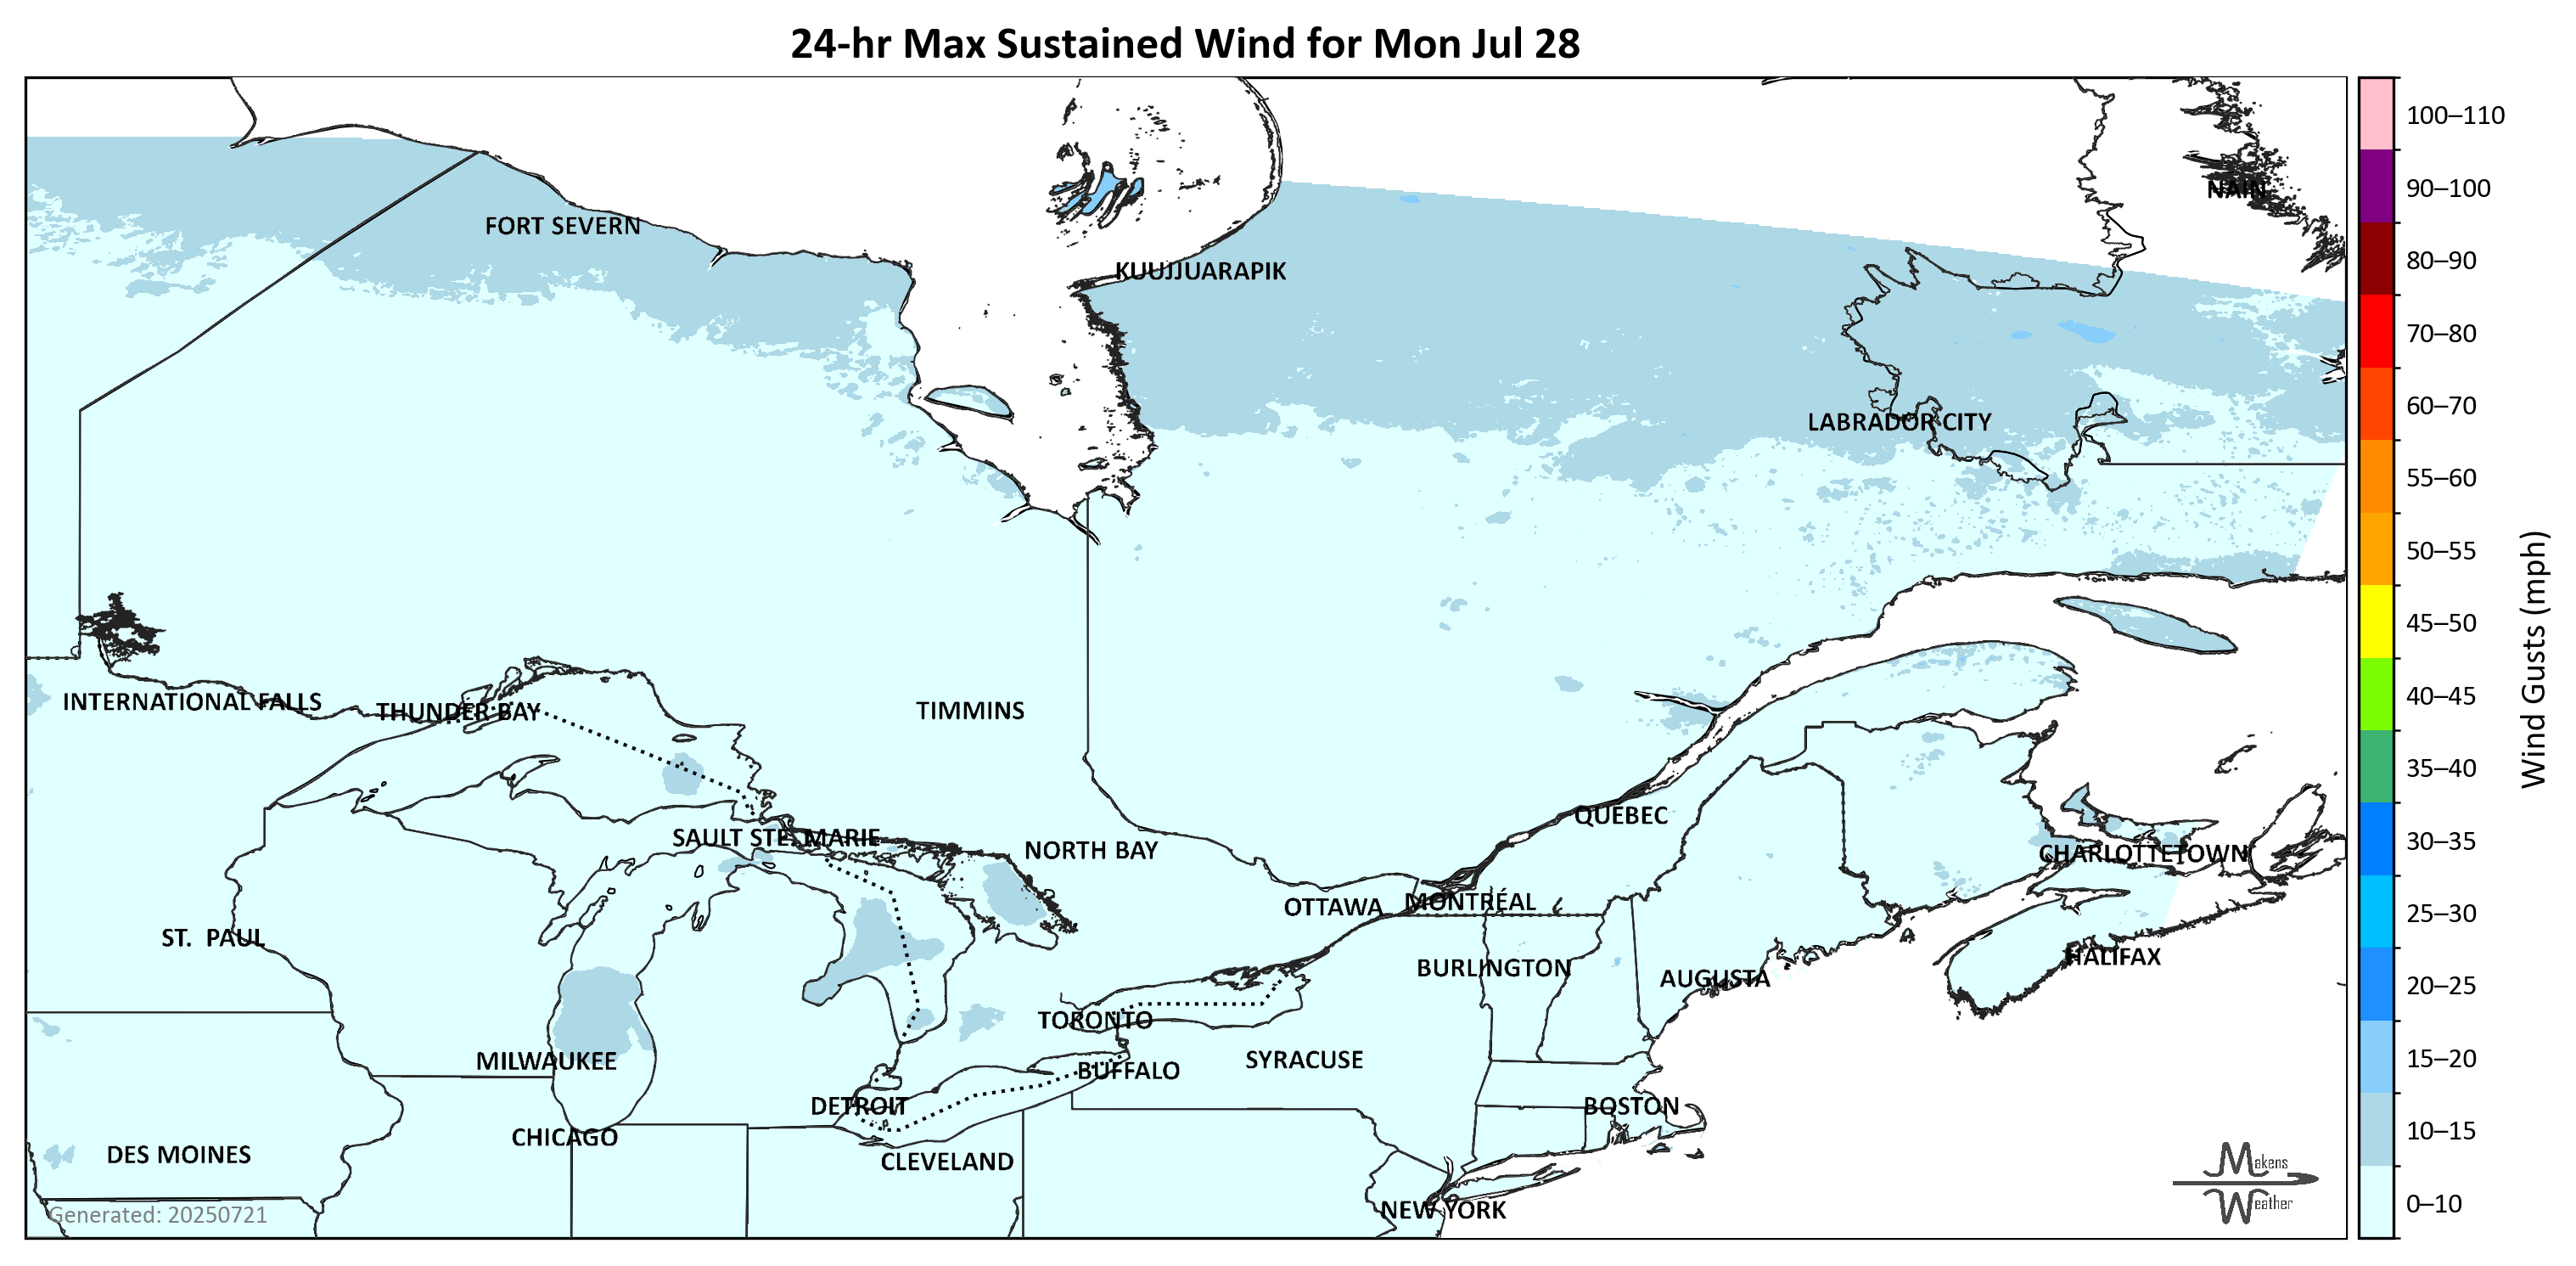 24-hr Max Sustained Wind for Mon Jul 28
100–110
90–100
NAIN
FORT SEVERN
80–90
KUUJJUARAPIK
70–80
60–70
LABRADOR CITY
55–60
50–55
45–50
Wind Gusts (mph)
40–45
INTERNATIONAL FALLS
THUNDER BAY
TIMMINS
35–40
QUÉBEC
30–35
SAULT STE. MARIE
NORTH BAY
CHARLOTTETOWN
OTTAWA
MONTRÉAL
25–30
ST. PAUL
HALIFAX
BURLINGTON
AUGUSTA
20–25
TORONTO
MILWAUKEE
SYRACUSE
BUFFALO
15–20
DETROIT
BOSTON
10–15
CHICAGO
DES MOINES
CLEVELAND
Makens
Weather
0–10
NEW YORK
Generated: 20250721